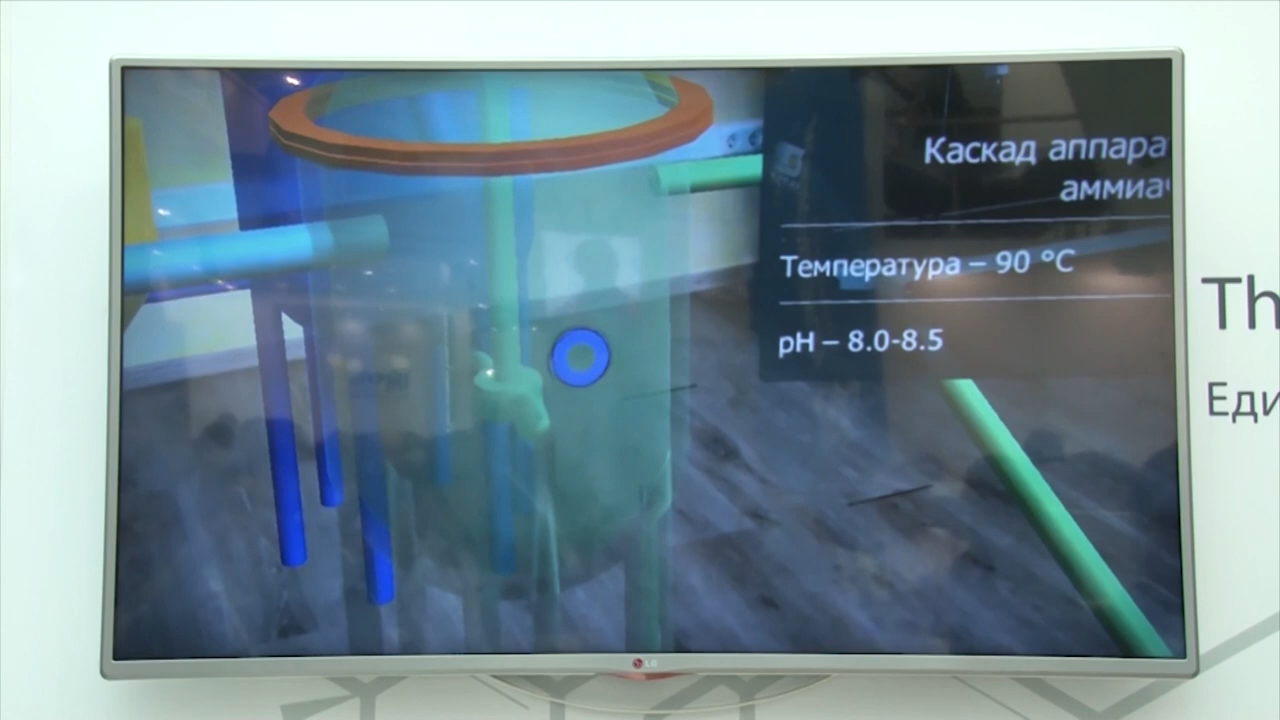 Каскад аппара
аммиач
Температура – 90 °C
pH – 8.0-8.5
Th
Еди
LG